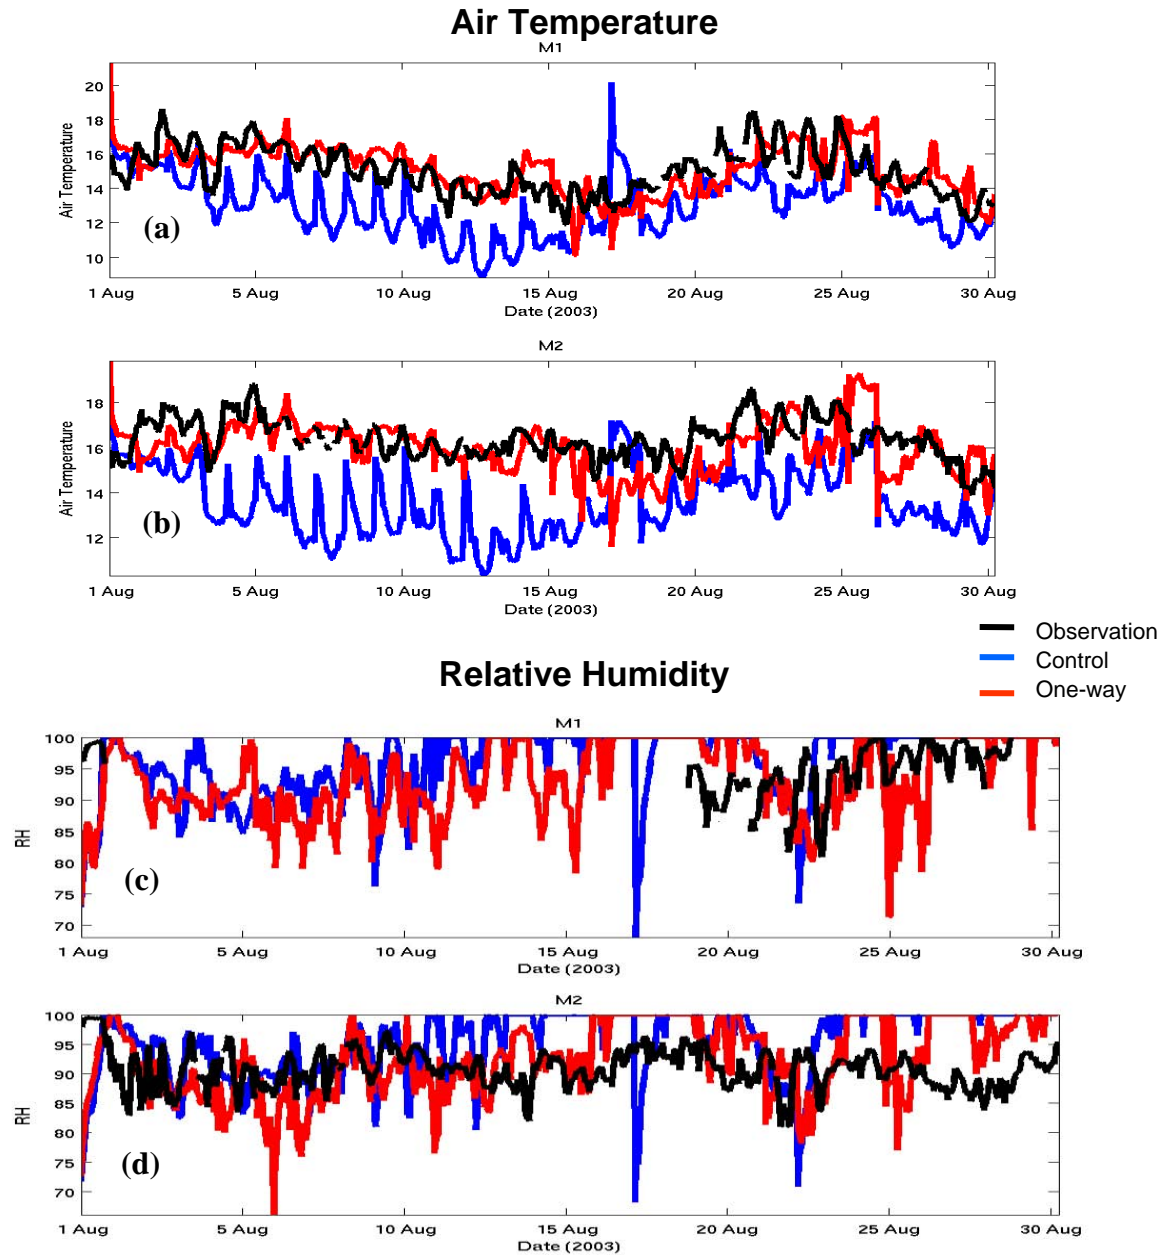 Air Temperature
M1
Air Temperature
20
18
16
14
12
10
(a)
1 Aug 5 Aug 10 Aug 15 Aug 20 Aug 25 Aug 30 Aug
Date (2003)
M2
Air Temperature
18
16
14
12
(b)
1 Aug 5 Aug 10 Aug 15 Aug 20 Aug 25 Aug 30 Aug
Date (2003)
Observation
Control
One-way
Relative Humidity
M1
RH
100
95
90
85
80
75
70
(c)
1 Aug 5 Aug 10 Aug 15 Aug 20 Aug 25 Aug 30 Aug
Date (2003)
M2
RH
100
95
90
85
80
75
70
(d)
1 Aug 5 Aug 10 Aug 15 Aug 20 Aug 25 Aug 30 Aug
Date (2003)